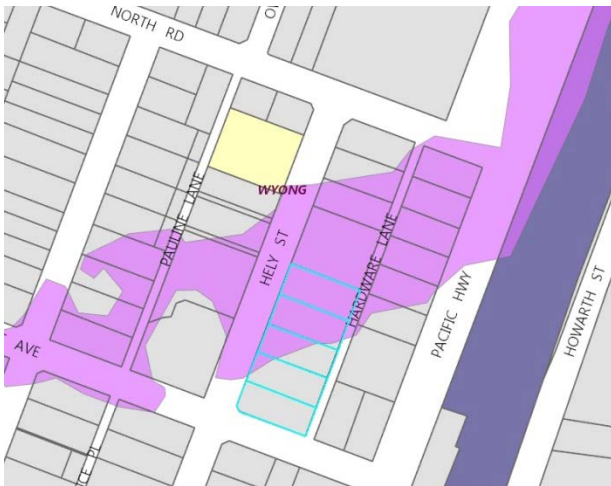 NORTH RD
WYONG
PAULINE LANE
HELY ST
HARDWARE LANE
PACIFIC HWY
HOWARTH ST
AVE